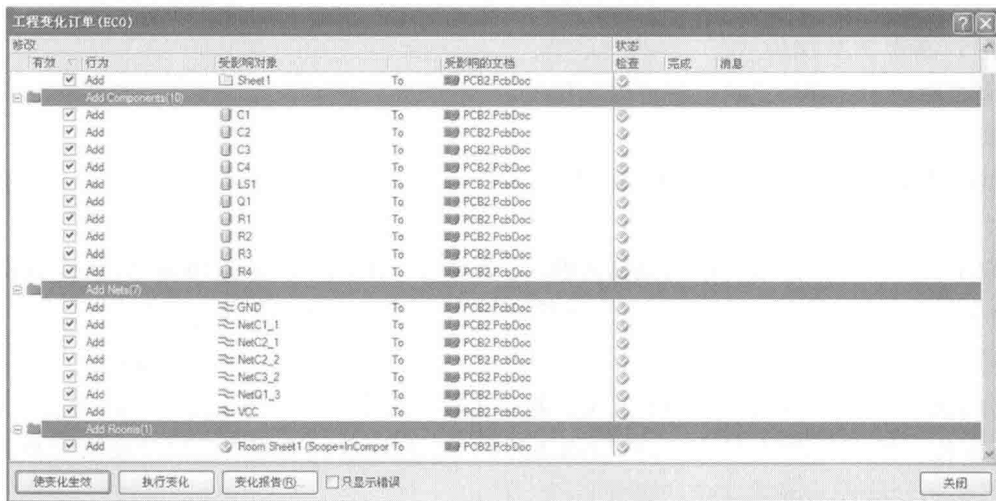 工程变化订单(ECO)
修改 状态
有效 行为 受影响对象 受影响的文档 检查 完成 消息
Add Sheet1 To PCB2.PcbDoc
Add Components(10)
Add C1 To PCB2.PcbDoc
Add C2 To PCB2.PcbDoc
Add C3 To PCB2.PcbDoc
Add C4 To PCB2.PcbDoc
Add LS1 To PCB2.PcbDoc
Add Q1 To PCB2.PcbDoc
Add R1 To PCB2.PcbDoc
Add R2 To PCB2.PcbDoc
Add R3 To PCB2.PcbDoc
Add R4 To PCB2.PcbDoc
Add Nets(7)
Add GND To PCB2.PcbDoc
Add NetC1_1 To PCB2.PcbDoc
Add NetC2_1 To PCB2.PcbDoc
Add NetC2_2 To PCB2.PcbDoc
Add NetC3_2 To PCB2.PcbDoc
Add NetQ1_3 To PCB2.PcbDoc
Add VCC To PCB2.PcbDoc
Add Rooms(1)
Add Room Sheet1 (Scope=InCompor To PCB2.PcbDoc
使变化生效 执行变化 变化报告(R)... 只显示错误 关闭